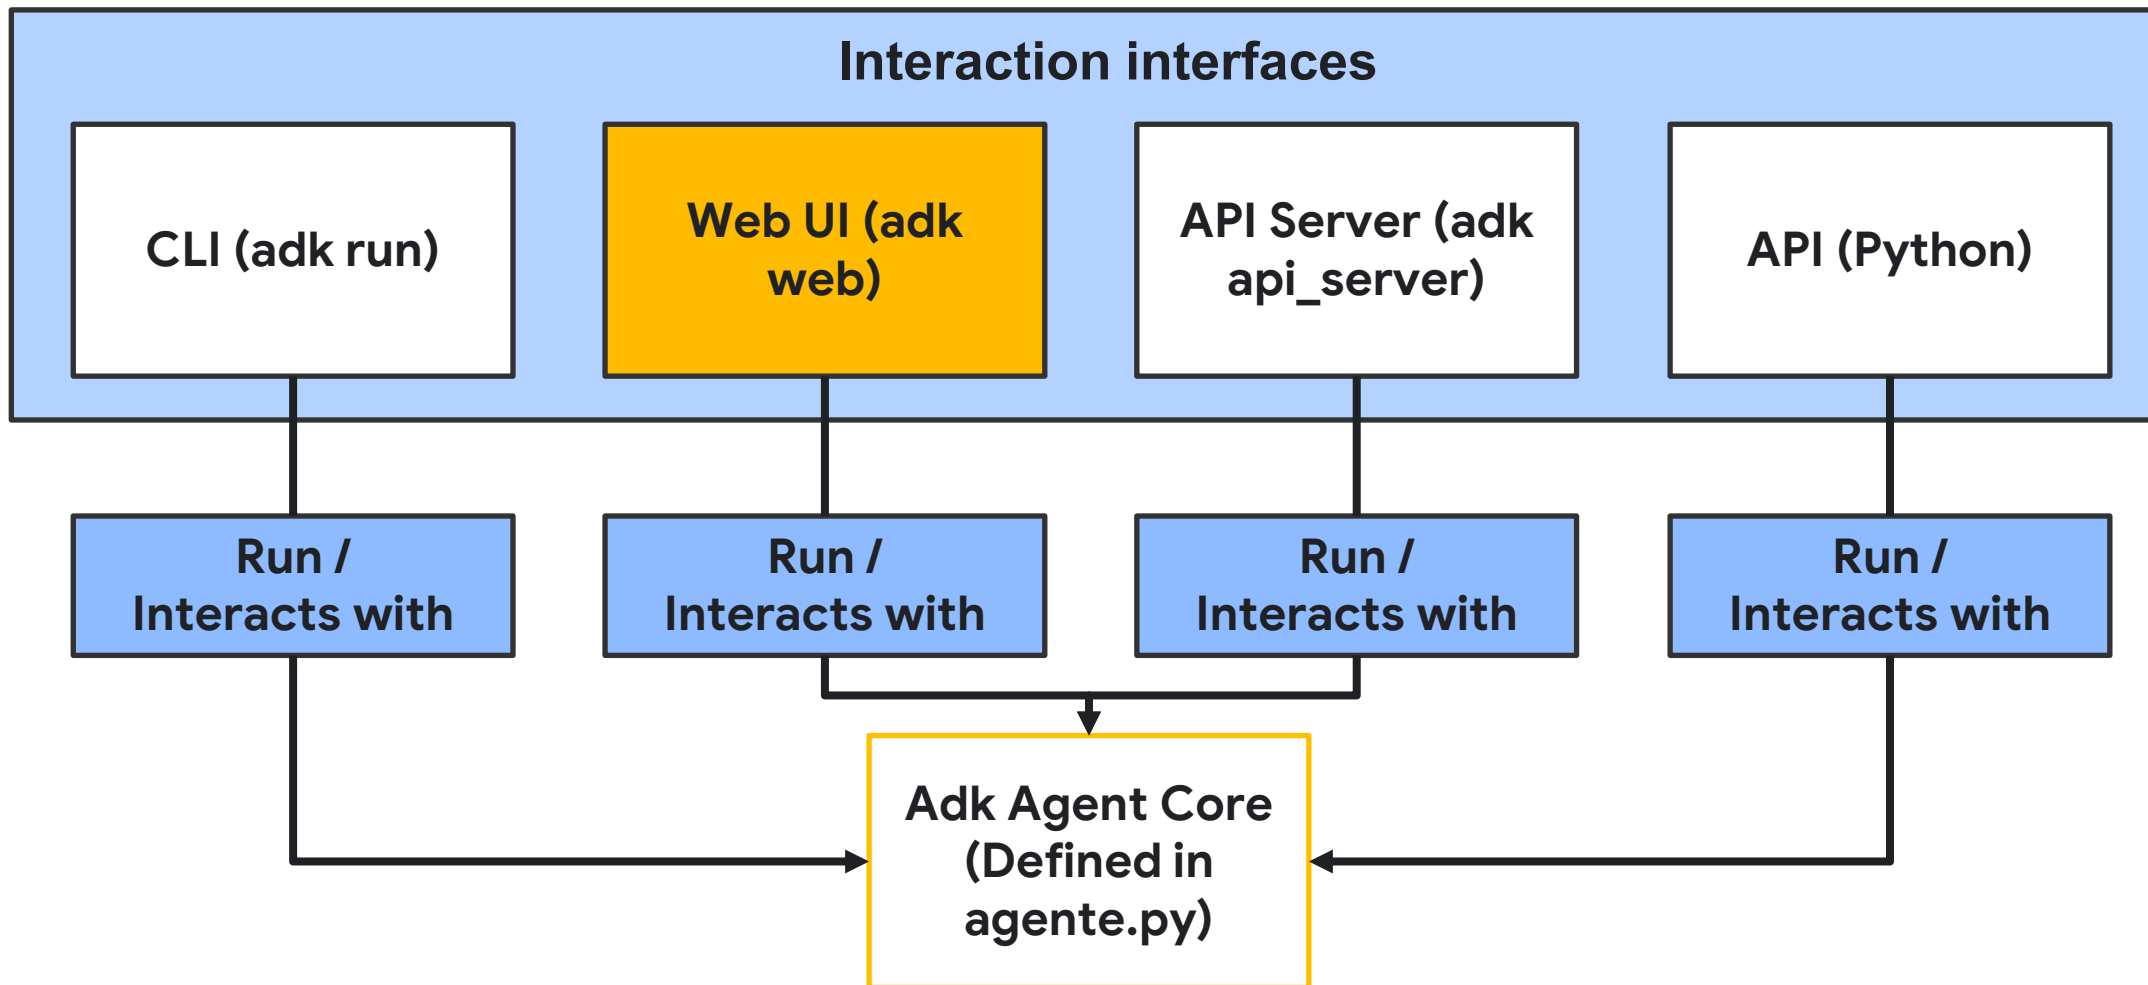 Interaction interfaces
CLI (adk run)
Web UI (adk
web)
API Server (adk
api_server)
API (Python)
Run /
Interacts with
Run /
Interacts with
Run /
Interacts with
Run /
Interacts with
Adk Agent Core
(Defined in
agente.py)